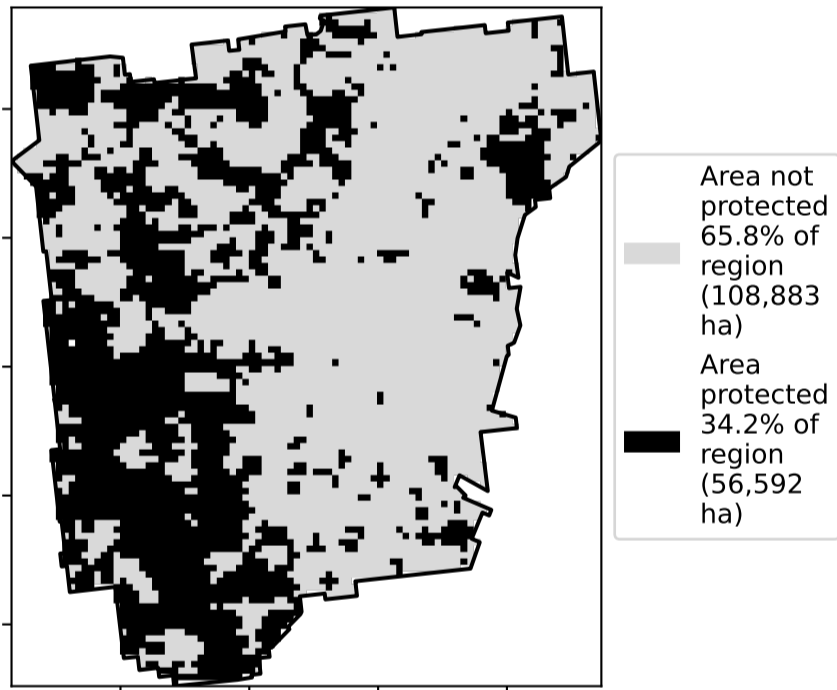 Area not
protected
65.8% of
region
(108,883
ha)
Area
protected
34.2% of
region
(56,592
ha)